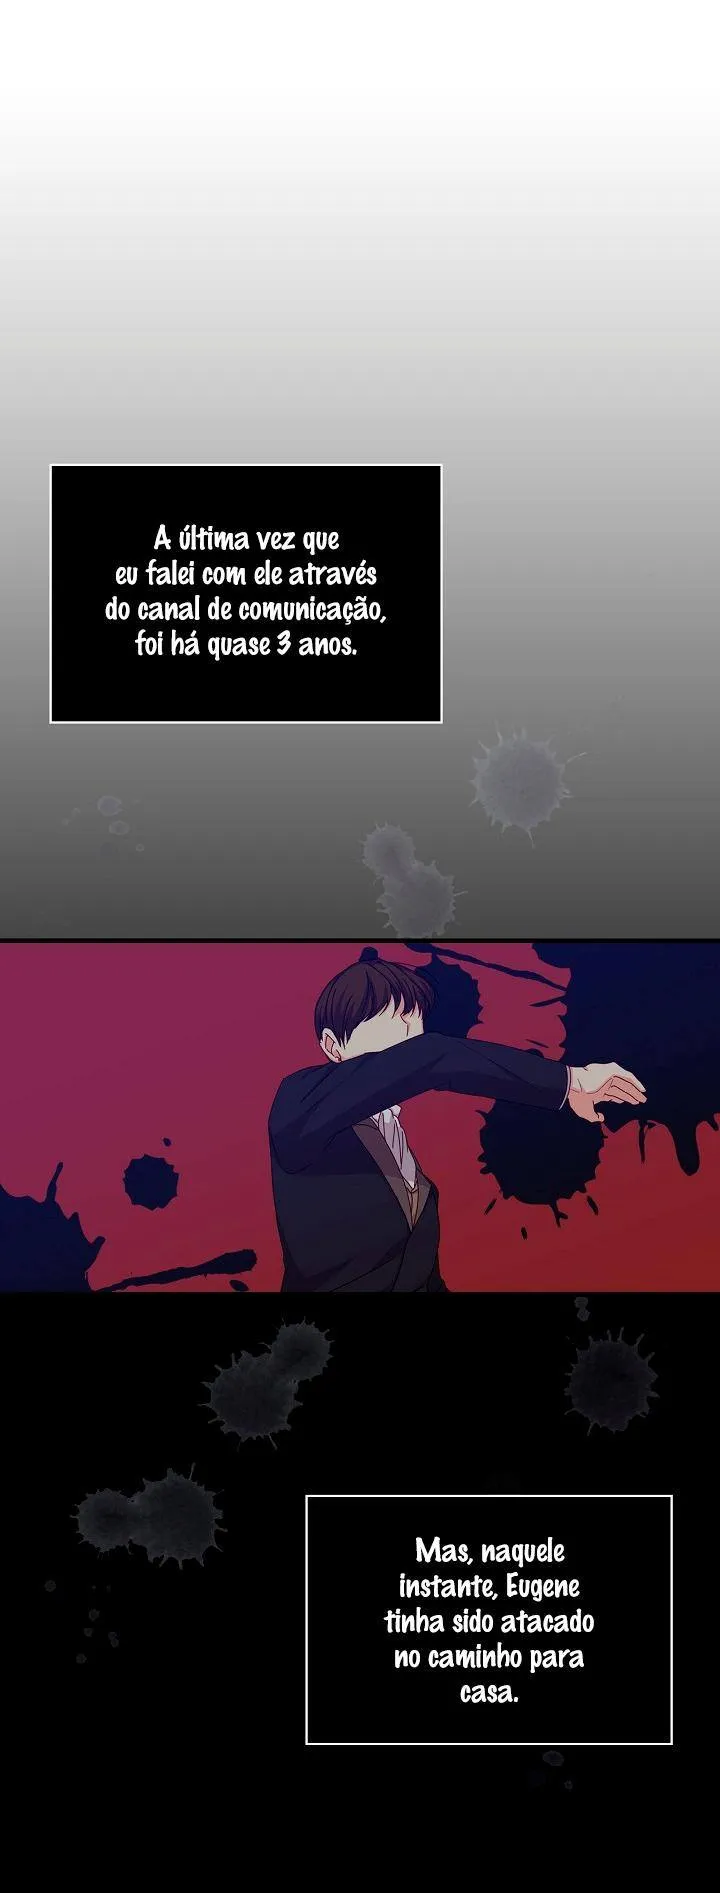 A última vez que
eu falei com ele através
do canal de comunicação,
foi há quase 3 anos.
Mas, naquele
instante, Eugene
tinha sido atacado
no caminho para
casa.